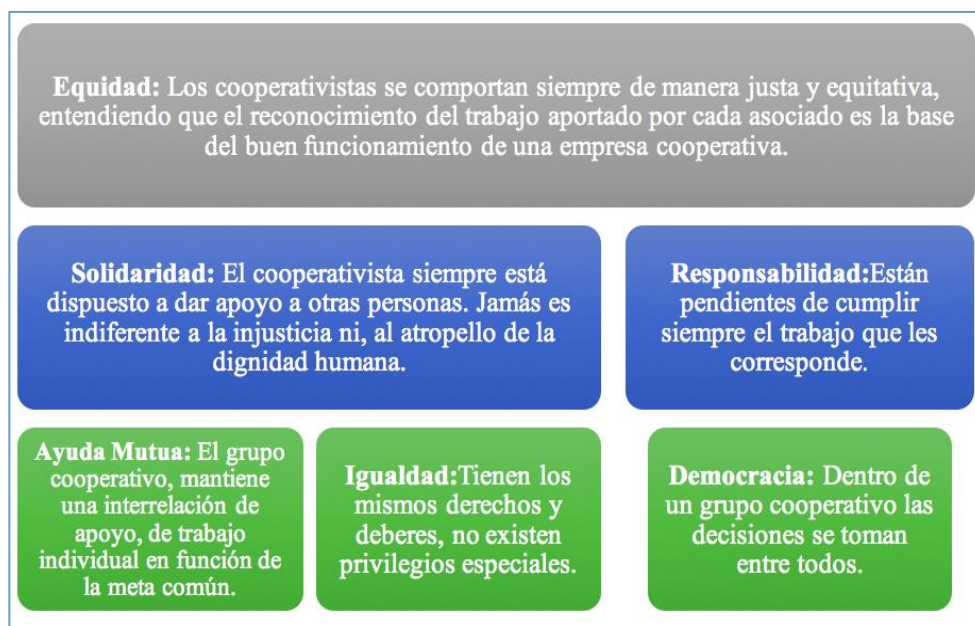 Equidad: Los cooperativistas se comportan siempre de manera justa y equitativa,
entendiendo que el reconocimiento del trabajo aportado por cada asociado es la base
del buen funcionamiento de una empresa cooperativa.
Solidaridad: El cooperativista siempre está
dispuesto a dar apoyo a otras personas. Jamás es
indiferente a la injusticia ni, al atropello de la
dignidad humana.
Responsabilidad:Están
pendientes de cumplir
siempre el trabajo que les
corresponde.
Ayuda Mutua: El grupo
cooperativo, mantiene
una interrelación de
apoyo, de trabajo
individual en función de
la meta común.
Igualdad:Tienen los
mismos derechos y
deberes, no existen
privilegios especiales.
Democracia: Dentro de
un grupo cooperativo las
decisiones se toman
entre todos.